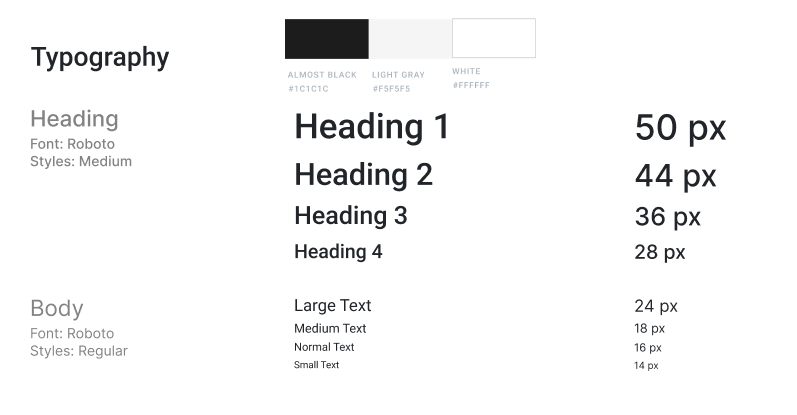 Typography
ALMOST BLACK
#1C1C1C
LIGHT GRAY
#F5F5F5
WHITE
#FFFFFF
Heading
Font: Roboto
Styles: Medium
Heading 1 50 px
Heading 2 44 px
Heading 3 36 px
Heading 4 28 px
Body
Font: Roboto
Styles: Regular
Large Text 24 px
Medium Text 18 px
Normal Text 16 px
Small Text 14 px